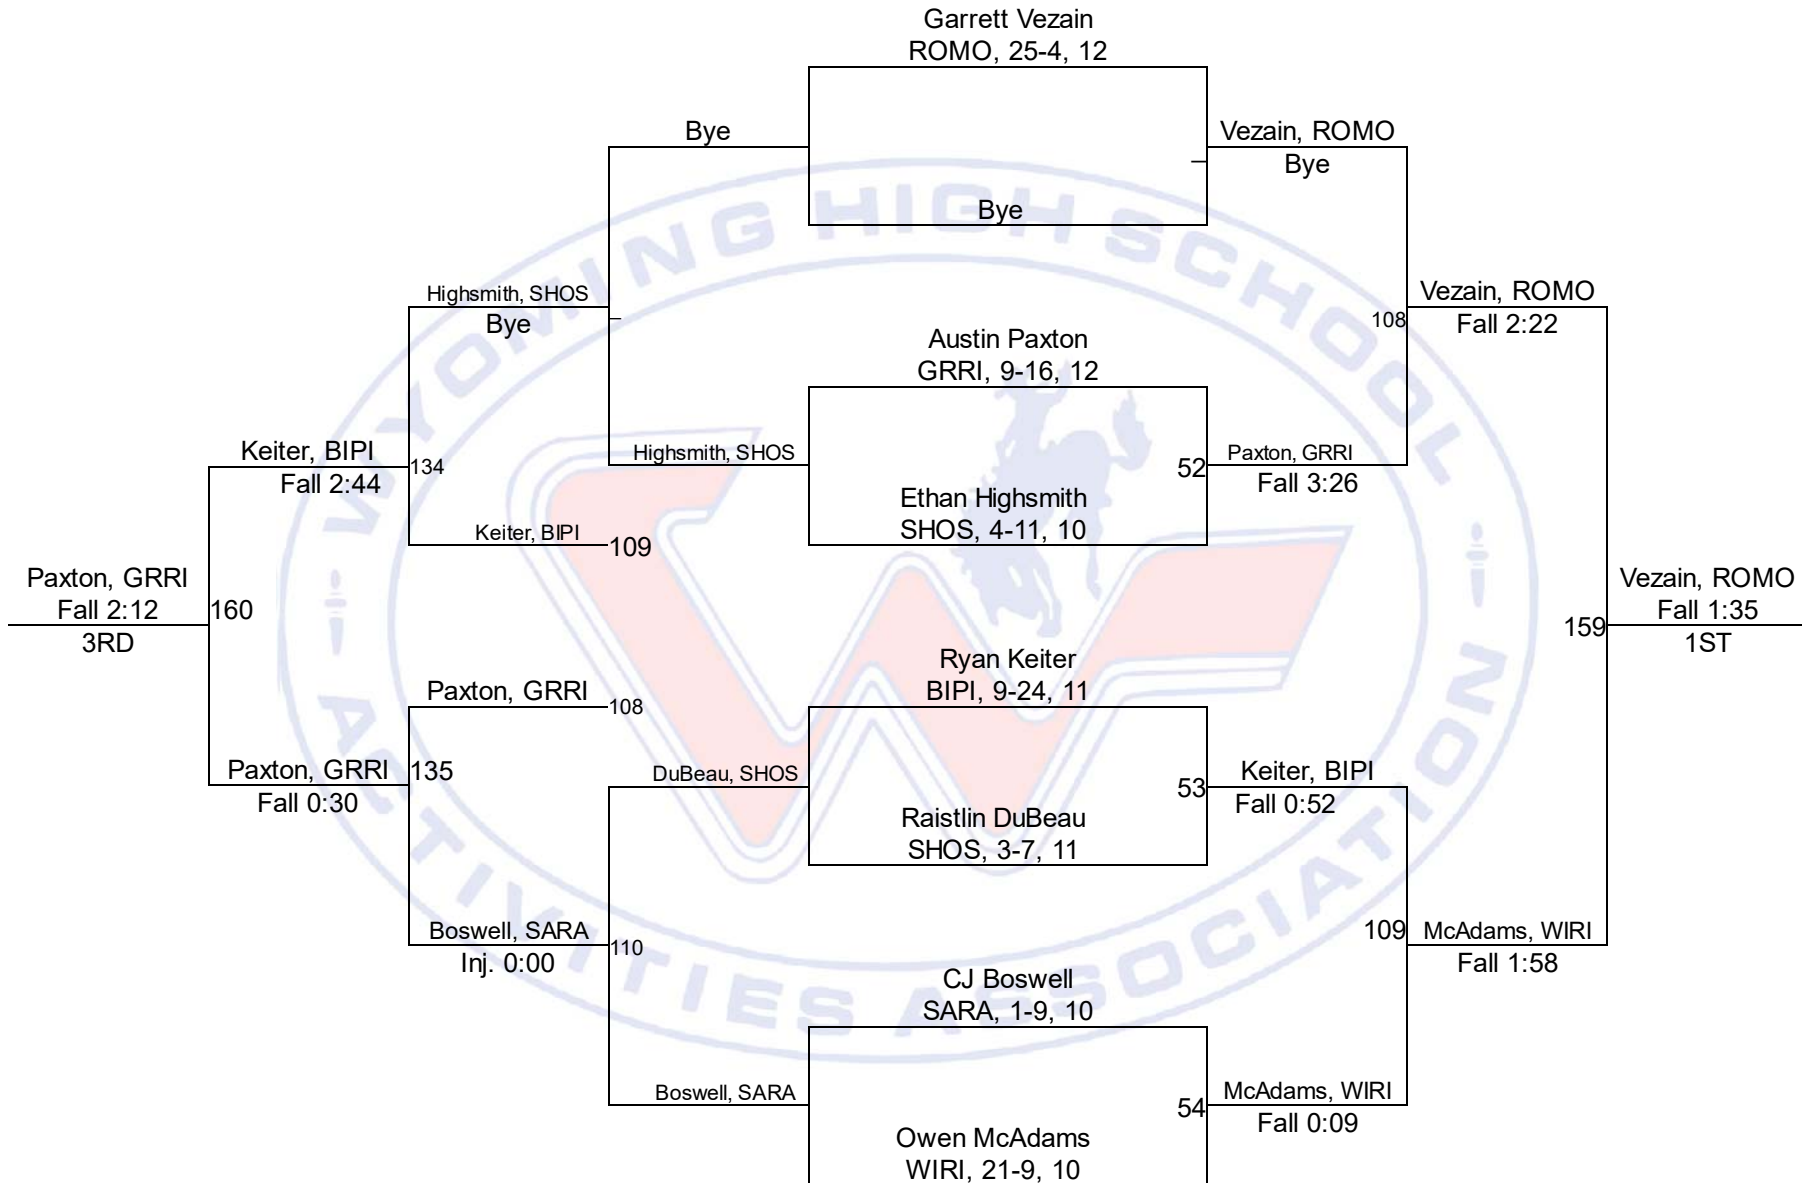 Garrett Vezain
ROMO, 25-4, 12
Bye
Vezain, ROMO
Bye
Bye
Highsmith, SHOS
Bye
Vezain, ROMO
108
Fall 2:22
Austin Paxton
GRRI, 9-16, 12
Keiter, BIPI
Fall 2:44
134
Highsmith, SHOS
52
Paxton, GRRI
Fall 3:26
Ethan Highsmith
SHOS, 4-11, 10
Keiter, BIPI
109
Paxton, GRRI
Fall 2:12
3RD
160
159
Vezain, ROMO
Fall 1:35
1ST
Ryan Keiter
BIPI, 9-24, 11
Paxton, GRRI
108
Paxton, GRRI
Fall 0:30
135
DuBeau, SHOS
53
Keiter, BIPI
Fall 0:52
Raistlin DuBeau
SHOS, 3-7, 11
Boswell, SARA
Inj. 0:00
110
109
McAdams, WIRI
Fall 1:58
CJ Boswell
SARA, 1-9, 10
Boswell, SARA
54
McAdams, WIRI
Fall 0:09
Owen McAdams
WIRI, 21-9, 10
WYOMING HIGH SCHOOL
ACTIVITIES ASSOCIATION